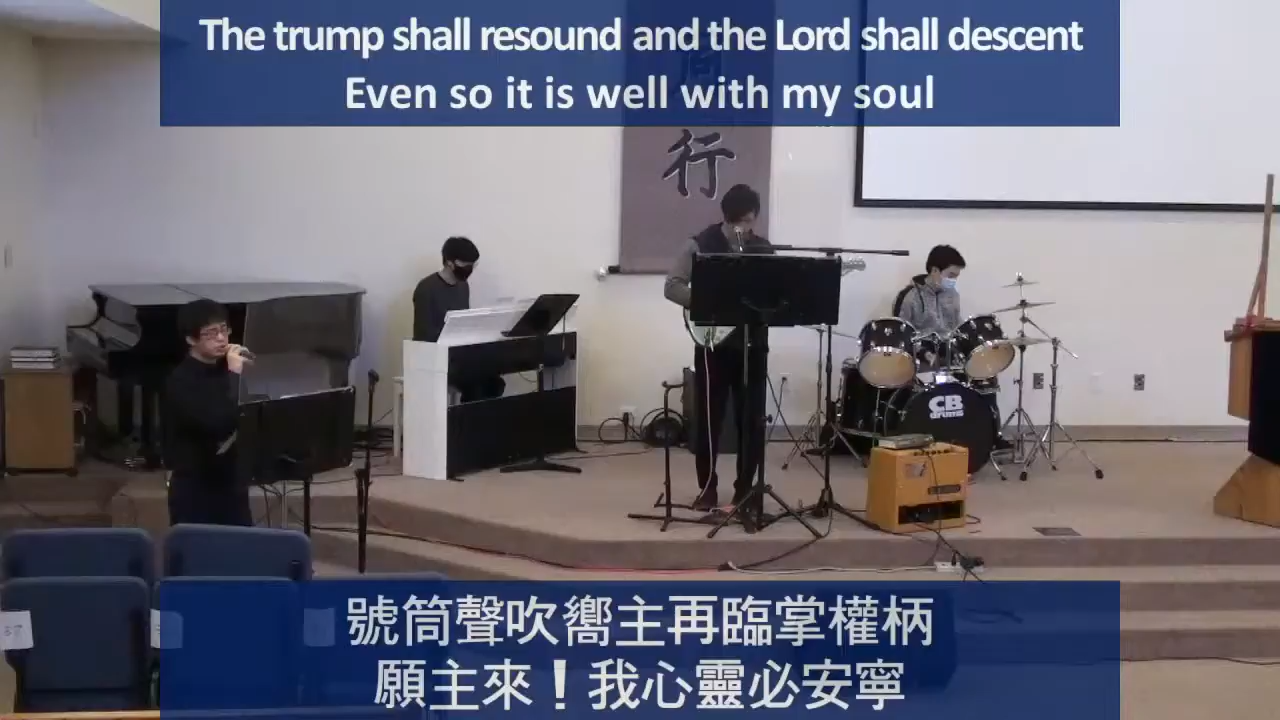 The trump shall resound and the Lord shall descent
Even so it is well with my soul
行
CB
drums
號筒聲吹嚮主再臨掌權柄
願主來！我心靈必安寧